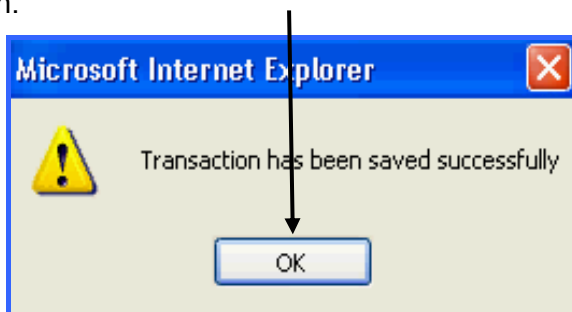 n.
Microsoft Internet Explorer
Transaction has been saved successfully
OK